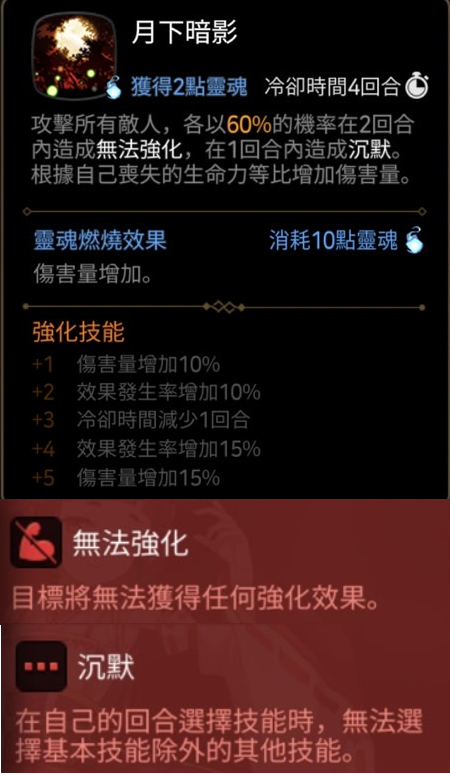 月下暗影
獲得2點靈魂 冷卻時間4回合
攻擊所有敵人，各以60%的機率在2回合
內造成無法強化，在1回合內造成沉默。
根據自己喪失的生命力等比增加傷害量。
靈魂燃燒效果 消耗10點靈魂
傷害量增加。
強化技能
+1 傷害量增加10%
+2 效果發生率增加10%
+3 冷卻時間減少1回合
+4 效果發生率增加15%
+5 傷害量增加15%
無法強化
目標將無法獲得任何強化效果。
沉默
在自己的回合選擇技能時，無法選
擇基本技能除外的其他技能。